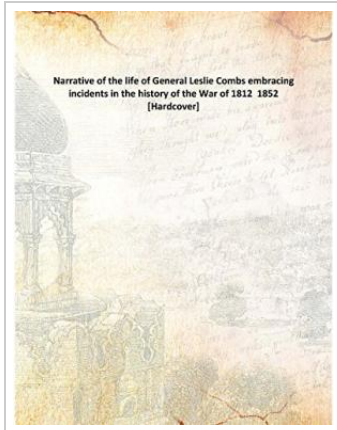 Narrative of the life of General Leslie Combs embracing
incidents in the history of the War of 1812 1852
[Hardcover]